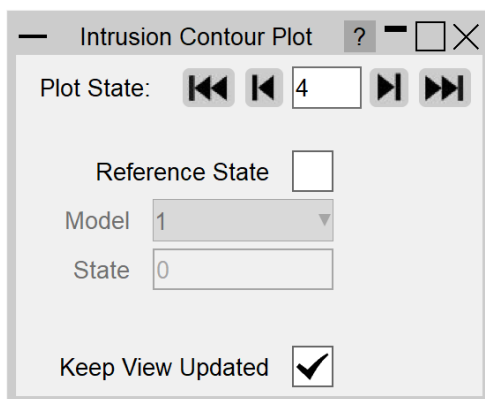 Intrusion Contour Plot ?
Plot State: 4
Reference State
Model 1
State 0
Keep View Updated